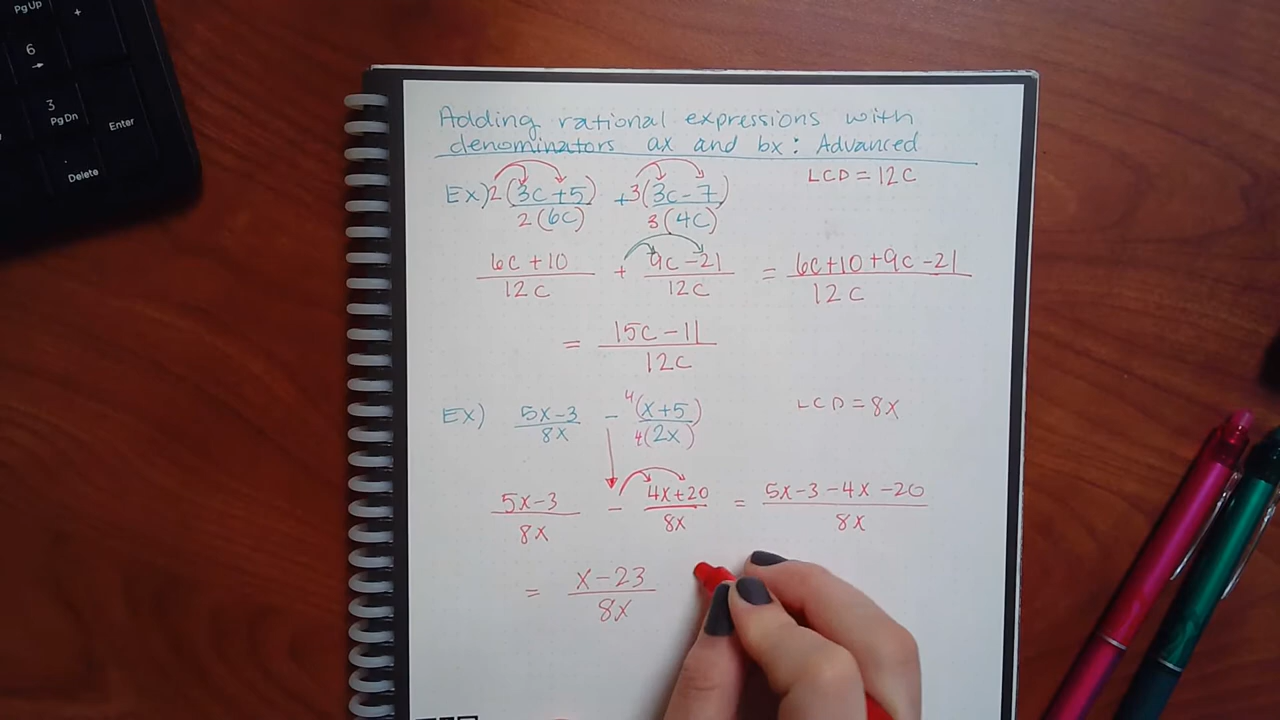 PgUp
+
6
3
PgDn
Enter
Delete
Adding rational expressions with
denominators ax and bx: Advanced
LCD = 12C
EX) 2(3C+5)/2(6C) + 3(3C-7)/3(4C)
6C+10/12C + 9C-21/12C = 6C+10+9C-21/12C
= 15C-11/12C
EX) 5X-3/8X - 4(X+5)/4(2X) LCD = 8X
5X-3/8X - 4X+20/8X = 5X-3-4X-20/8X
= X-23/8X